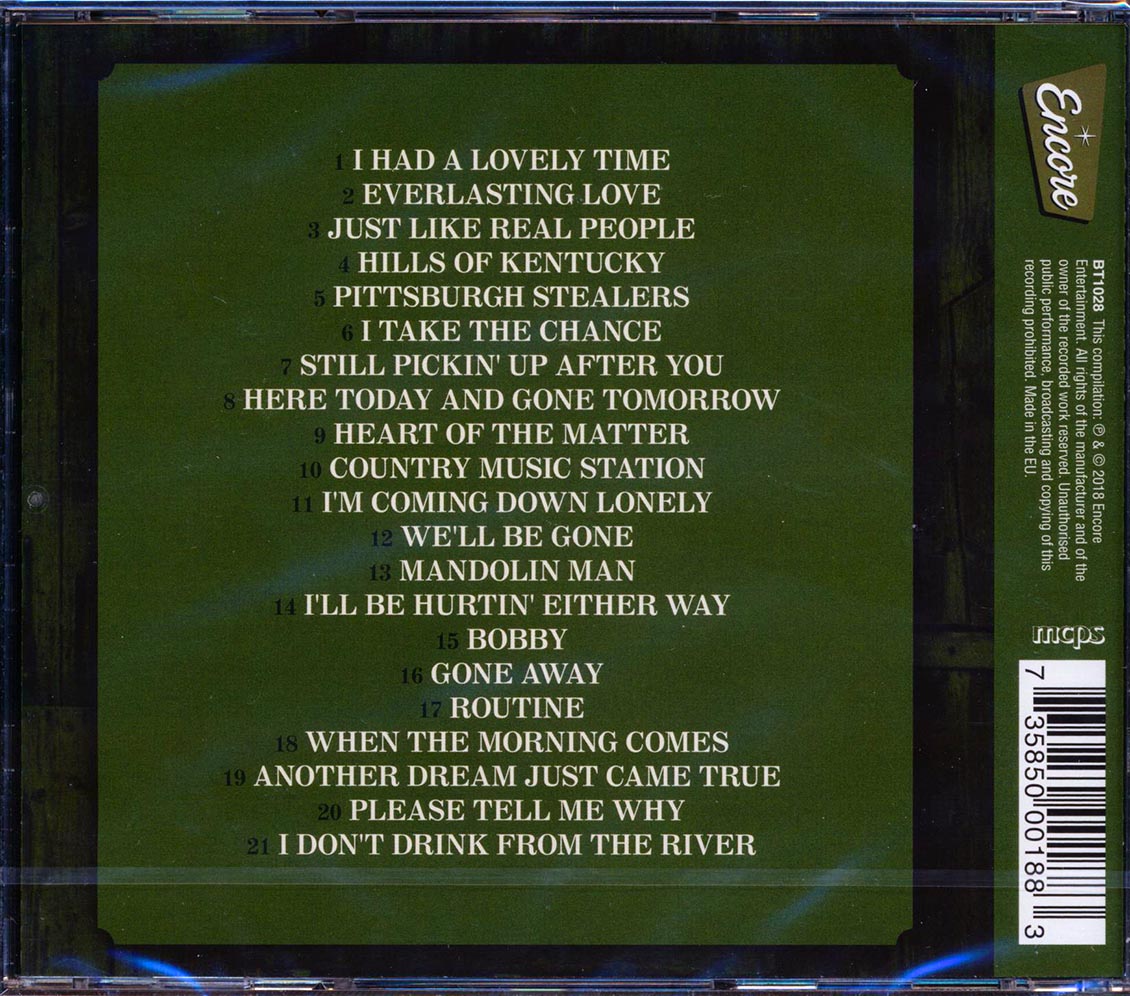 1 I HAD A LOVELY TIME
2 EVERLASTING LOVE
3 JUST LIKE REAL PEOPLE
4 HILLS OF KENTUCKY
5 PITTSBURGH STEALERS
6 I TAKE THE CHANCE
7 STILL PICKIN' UP AFTER YOU
8 HERE TODAY AND GONE TOMORROW
9 HEART OF THE MATTER
10 COUNTRY MUSIC STATION
11 I'M COMING DOWN LONELY
12 WE'LL BE GONE
13 MANDOLIN MAN
14 I'LL BE HURTIN' EITHER WAY
15 BOBBY
16 GONE AWAY
17 ROUTINE
18 WHEN THE MORNING COMES
19 ANOTHER DREAM JUST CAME TRUE
20 PLEASE TELL ME WHY
21 I DON'T DRINK FROM THE RIVER
Encore
BT1028 This compilation: ℗ & © 2018 Encore
Entertainment. All rights of the manufacturer and of the
owner of the recorded work reserved. Unauthorised
public performance, broadcasting and copying of this
recording prohibited. Made in the EU.
mcps
7 35850 00188 3